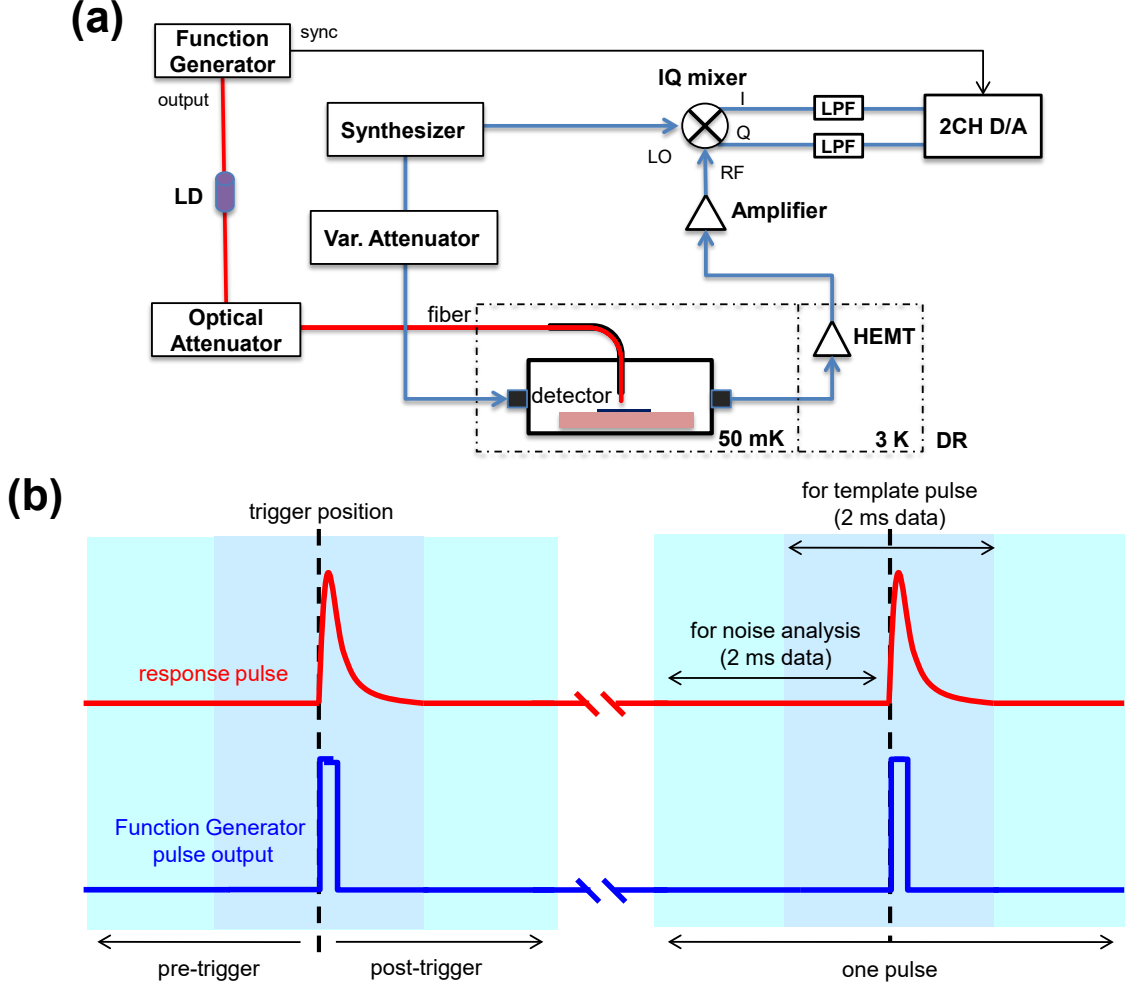 (a)
Function
Generator
sync
output
IQ mixer
I
LPF
Synthesizer
2CH D/A
Q
LPF
LO
RF
LD
Amplifier
Var. Attenuator
Optical
Attenuator
fiber
HEMT
detector
50 mK
3 K
DR
(b)
trigger position
for template pulse
(2 ms data)
for noise analysis
(2 ms data)
response pulse
Function Generator
pulse output
pre-trigger
post-trigger
one pulse